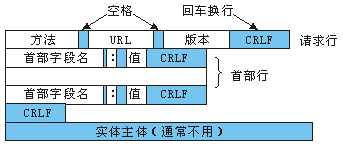 空格 回车换行
方法 URL 版本 CRLF 请求行
首部字段名 : 值 CRLF
首部行
首部字段名 : 值 CRLF
CRLF
实体主体（通常不用）